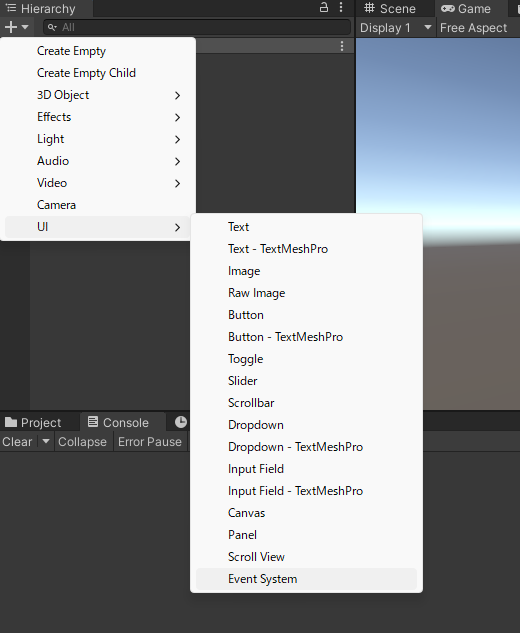 Hierarchy
All
Create Empty
Create Empty Child
3D Object
Effects
Light
Audio
Video
Camera
UI
Text
Text - TextMeshPro
Image
Raw Image
Button
Button - TextMeshPro
Toggle
Slider
Scrollbar
Dropdown
Dropdown - TextMeshPro
Input Field
Input Field - TextMeshPro
Canvas
Panel
Scroll View
Event System
Scene
Game
Display 1
Free Aspect
Project
Console
Clear
Collapse
Error Pause